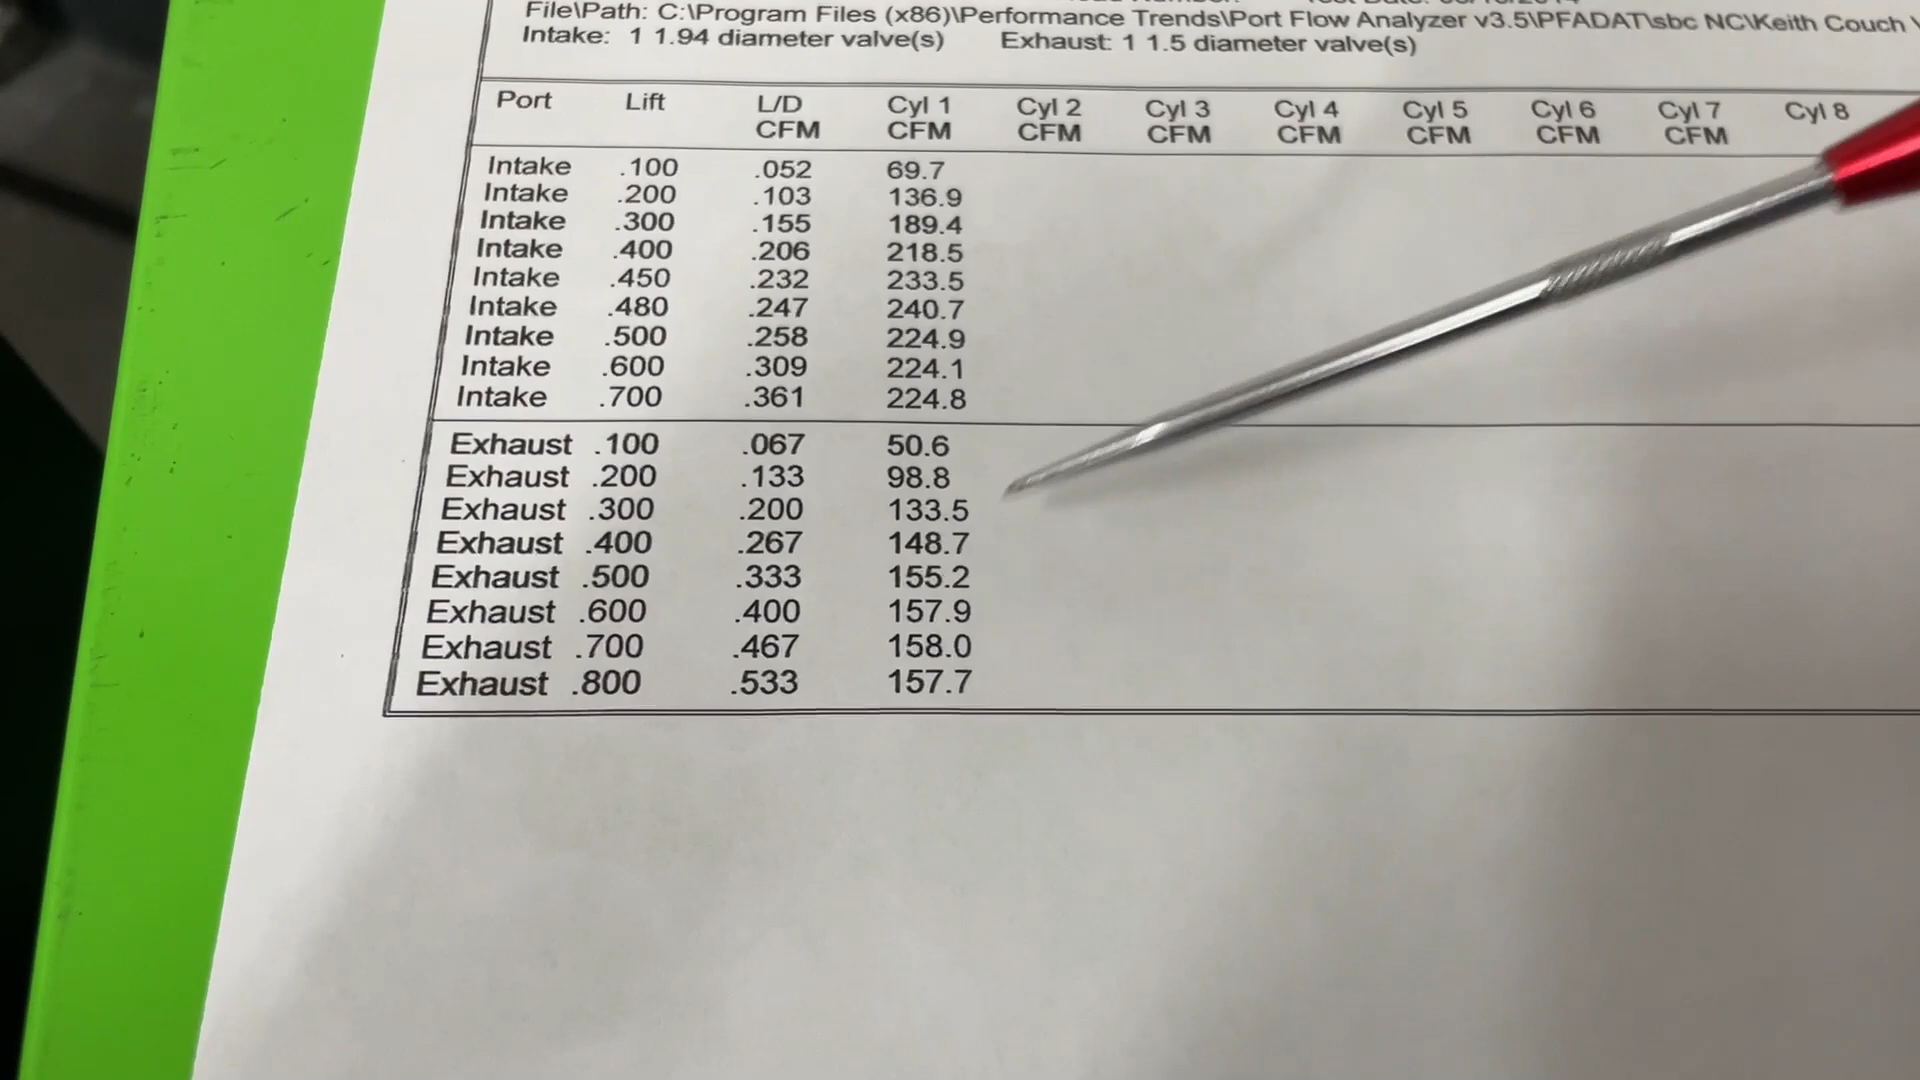 File\Path: C:\Program Files (x86)\Performance Trends\Port Flow Analyzer v3.5\PFADAT\sbc NC\Keith Couch
Intake: 1 1.94 diameter valve(s) Exhaust: 1 1.5 diameter valve(s)
Port Lift L/D Cyl 1 Cyl 2 Cyl 3 Cyl 4 Cyl 5 Cyl 6 Cyl 7 Cyl 8
CFM CFM CFM CFM CFM CFM CFM CFM
Intake .100 .052 69.7
Intake .200 .103 136.9
Intake .300 .155 189.4
Intake .400 .206 218.5
Intake .450 .232 233.5
Intake .480 .247 240.7
Intake .500 .258 224.9
Intake .600 .309 224.1
Intake .700 .361 224.8
Exhaust .100 .067 50.6
Exhaust .200 .133 98.8
Exhaust .300 .200 133.5
Exhaust .400 .267 148.7
Exhaust .500 .333 155.2
Exhaust .600 .400 157.9
Exhaust .700 .467 158.0
Exhaust .800 .533 157.7